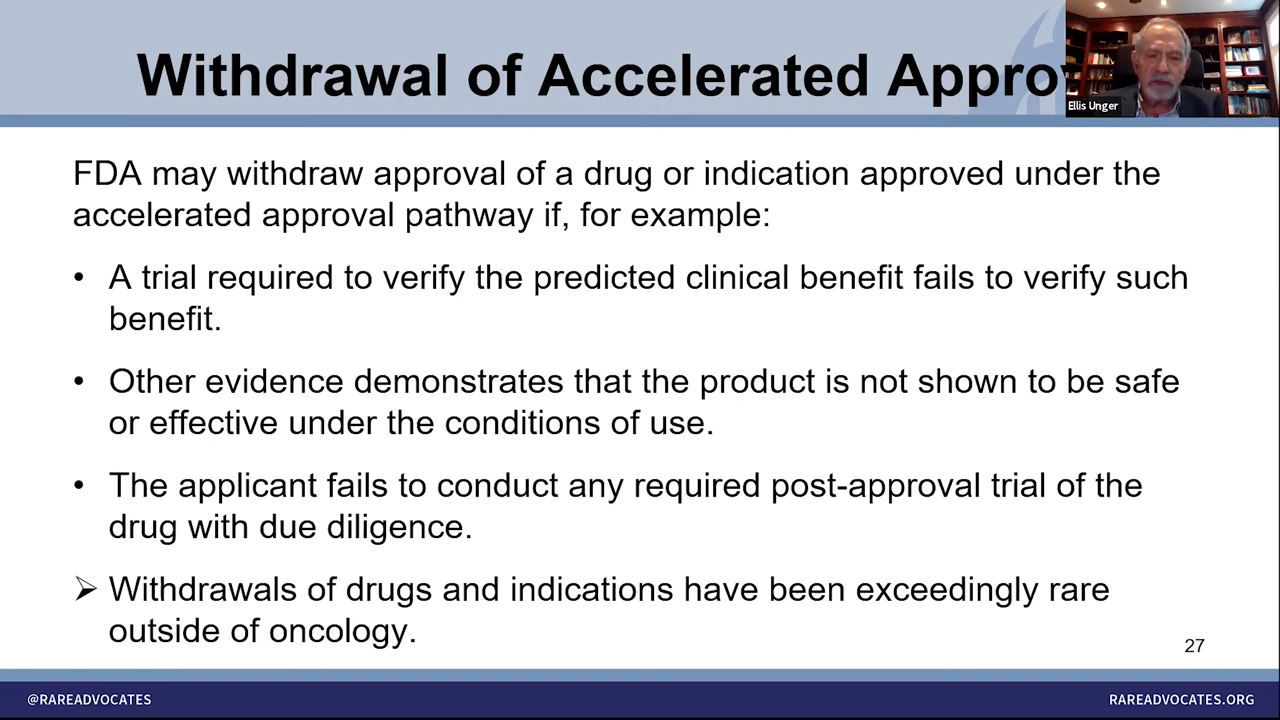 Withdrawal of Accelerated Approv
Ellis Unger
FDA may withdraw approval of a drug or indication approved under the
accelerated approval pathway if, for example:
• A trial required to verify the predicted clinical benefit fails to verify such
benefit.
• Other evidence demonstrates that the product is not shown to be safe
or effective under the conditions of use.
• The applicant fails to conduct any required post-approval trial of the
drug with due diligence.
➢ Withdrawals of drugs and indications have been exceedingly rare
outside of oncology.
27
@RAREADVOCATES
RAREADVOCATES.ORG